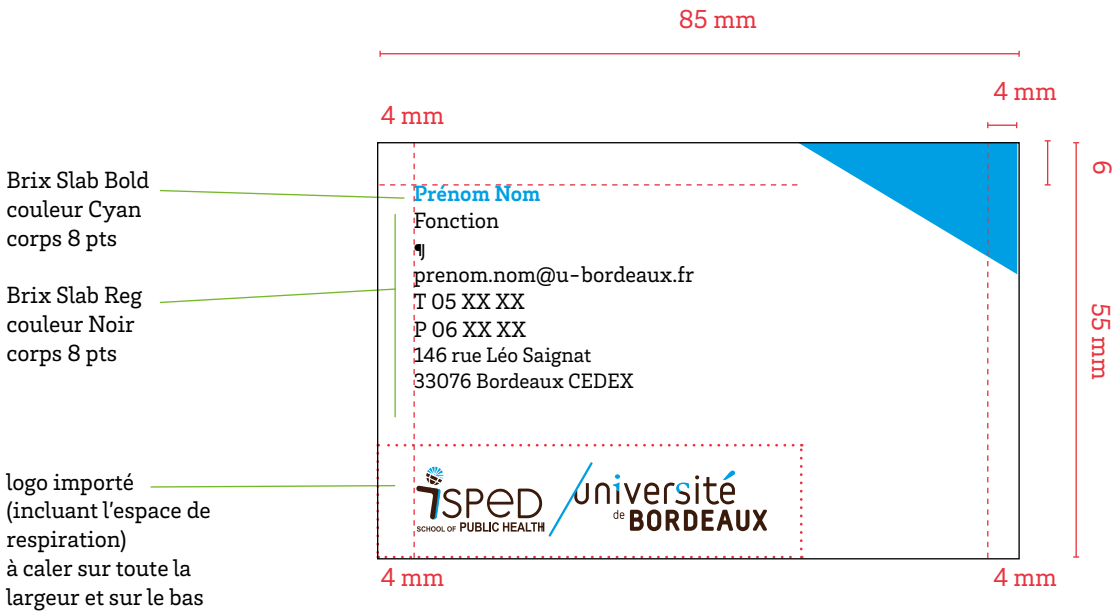 85 mm
4 mm
4 mm
6
55 mm
Brix Slab Bold
couleur Cyan
corps 8 pts
Brix Slab Reg
couleur Noir
corps 8 pts
logo importé
(incluant l'espace de
respiration)
à caler sur toute la
largeur et sur le bas
Prénom Nom
Fonction
¶
prenom.nom@u-bordeaux.fr
T 05 XX XX
P 06 XX XX
146 rue Léo Saignat
33076 Bordeaux CEDEX
ISPED
SCHOOL OF PUBLIC HEALTH
université
de BORDEAUX
4 mm
4 mm